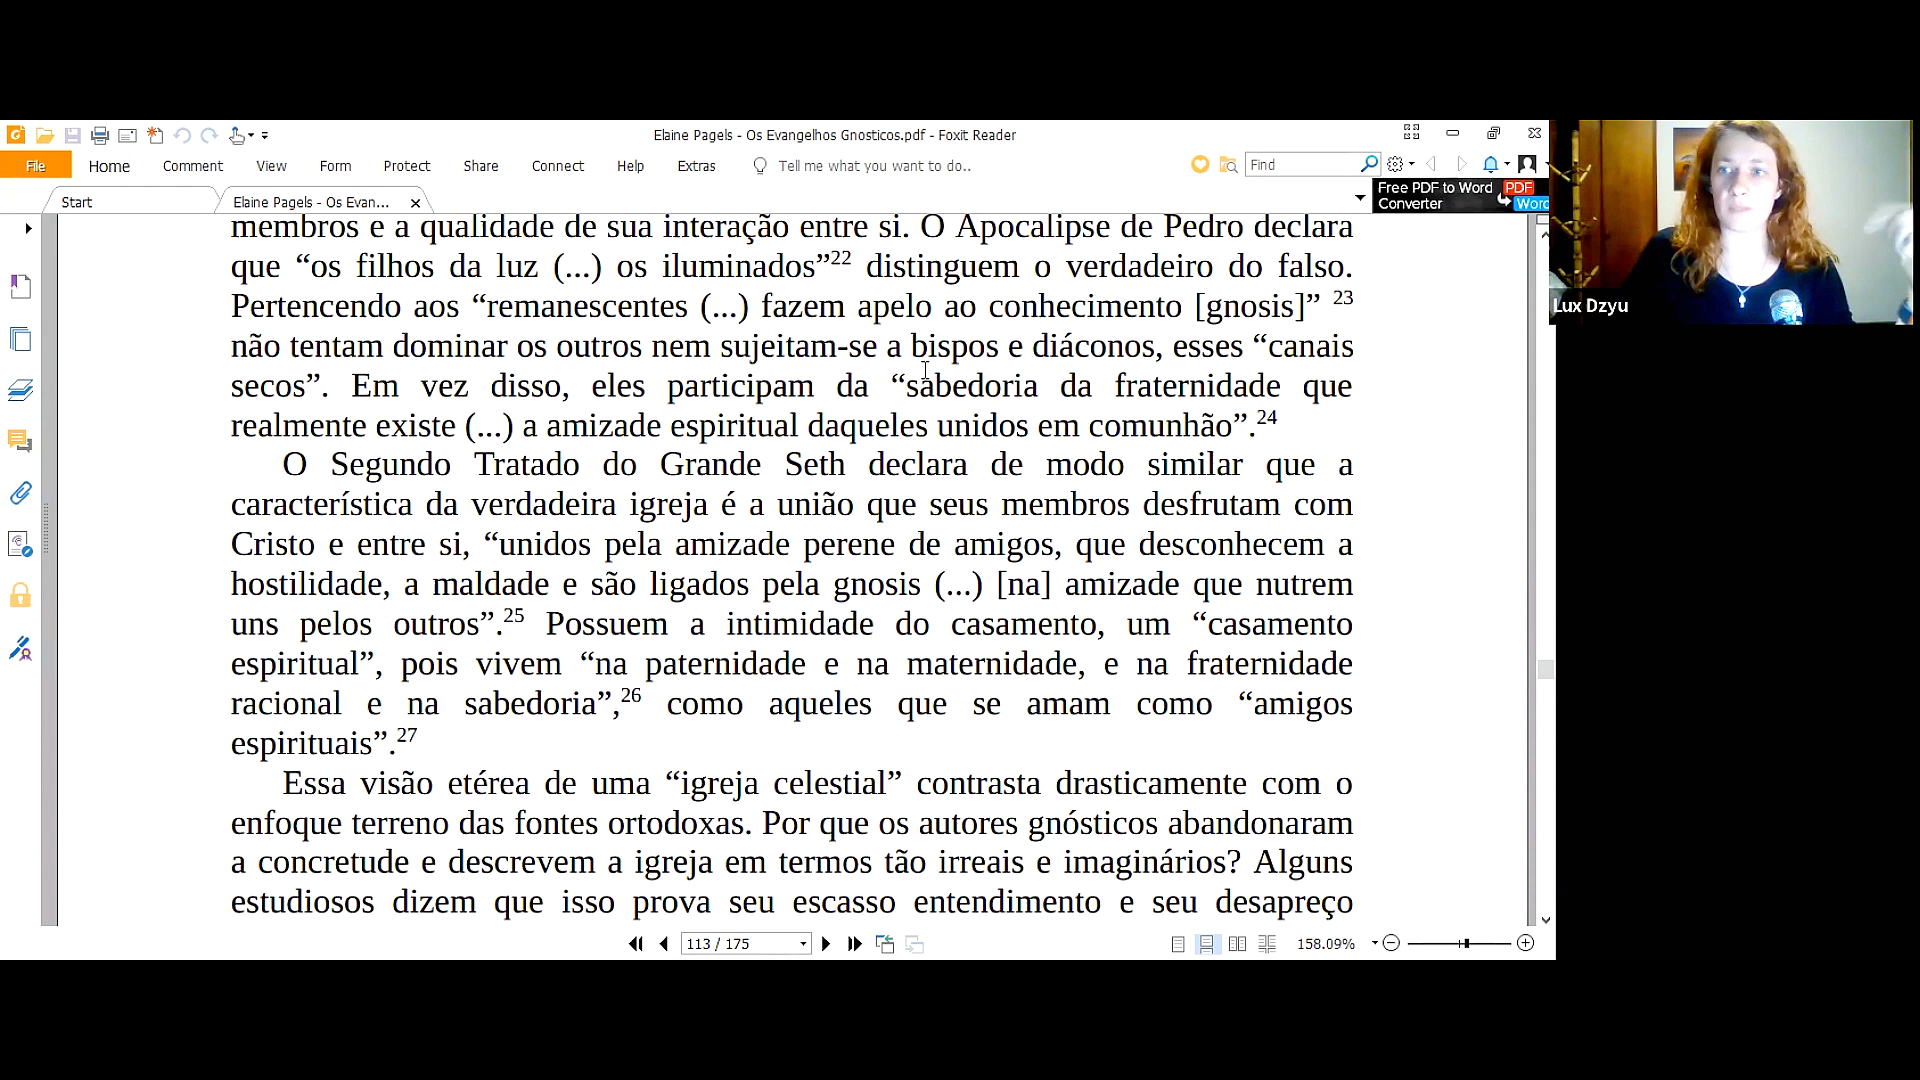 Elaine Pagels - Os Evangelhos Gnosticos.pdf - Foxit Reader
File Home Comment View Form Protect Share Connect Help Extras Tell me what you want to do.. Find
Free PDF to Word Converter PDF Word
Start Elaine Pagels - Os Evan...
membros e a qualidade de sua interação entre si. O Apocalipse de Pedro declara
que “os filhos da luz (...) os iluminados”22 distinguem o verdadeiro do falso.
Pertencendo aos “remanescentes (...) fazem apelo ao conhecimento [gnosis]” 23
não tentam dominar os outros nem sujeitam-se a bispos e diáconos, esses “canais
secos”. Em vez disso, eles participam da “sabedoria da fraternidade que
realmente existe (...) a amizade espiritual daqueles unidos em comunhão”.24
O Segundo Tratado do Grande Seth declara de modo similar que a
característica da verdadeira igreja é a união que seus membros desfrutam com
Cristo e entre si, “unidos pela amizade perene de amigos, que desconhecem a
hostilidade, a maldade e são ligados pela gnosis (...) [na] amizade que nutrem
uns pelos outros”.25 Possuem a intimidade do casamento, um “casamento
espiritual”, pois vivem “na paternidade e na maternidade, e na fraternidade
racional e na sabedoria”,26 como aqueles que se amam como “amigos
espirituais”.27
Essa visão etérea de uma “igreja celestial” contrasta drasticamente com o
enfoque terreno das fontes ortodoxas. Por que os autores gnósticos abandonaram
a concretude e descrevem a igreja em termos tão irreais e imaginários? Alguns
estudiosos dizem que isso prova seu escasso entendimento e seu desapreço
113 / 175
158.09%
Lux Dzyu